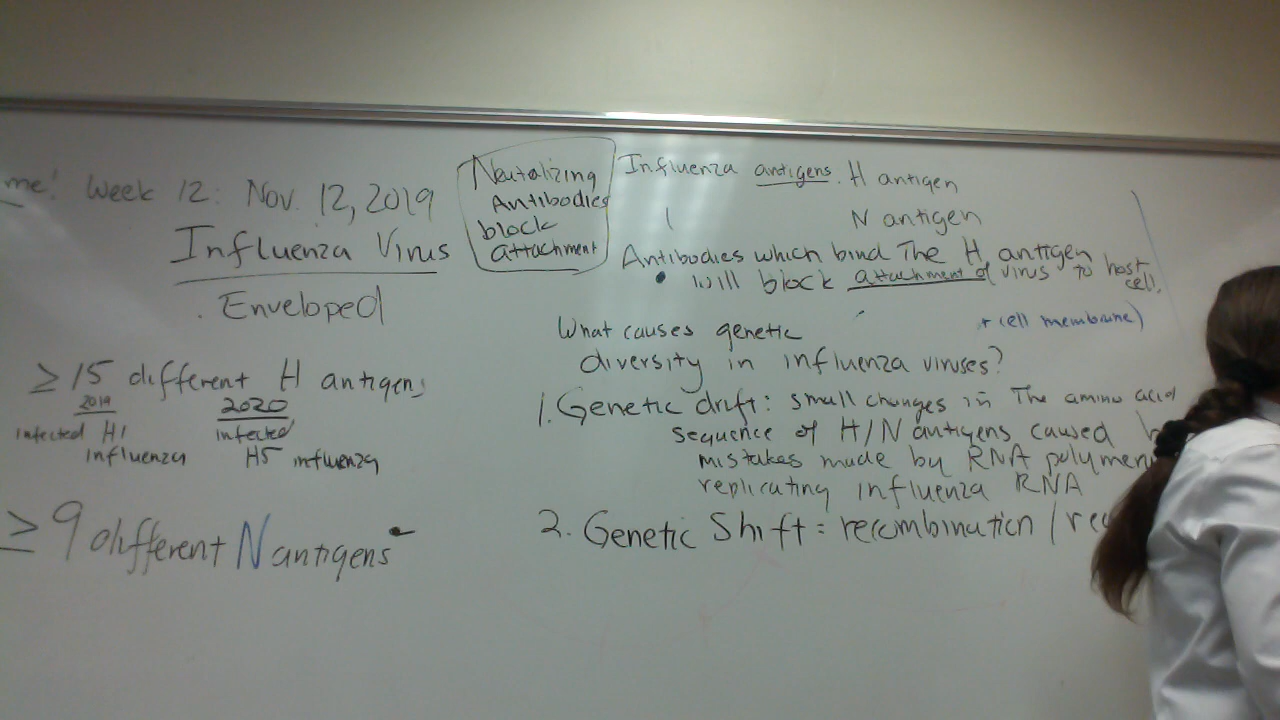 me! Week 12: Nov. 12, 2019
Influenza Virus
. Enveloped
≥ 15 different H antigens
2019
infected H1
influenza
2020
infected
H5 influenza
≥ 9 different N antigens
Neutalizing
Antibodies
block
attachment
Influenza antigens. H antigen
N antigen
Antibodies which bind The H antigen
• will block attachment of virus to host
cell.
+ cell membrane)
What causes genetic
diversity in influenza viruses?
1. Genetic drift: small changes in The amino acid
sequence of H/N antigens caused
mistakes made by RNA
replicating influenza RNA
2. Genetic Shift = recombination /